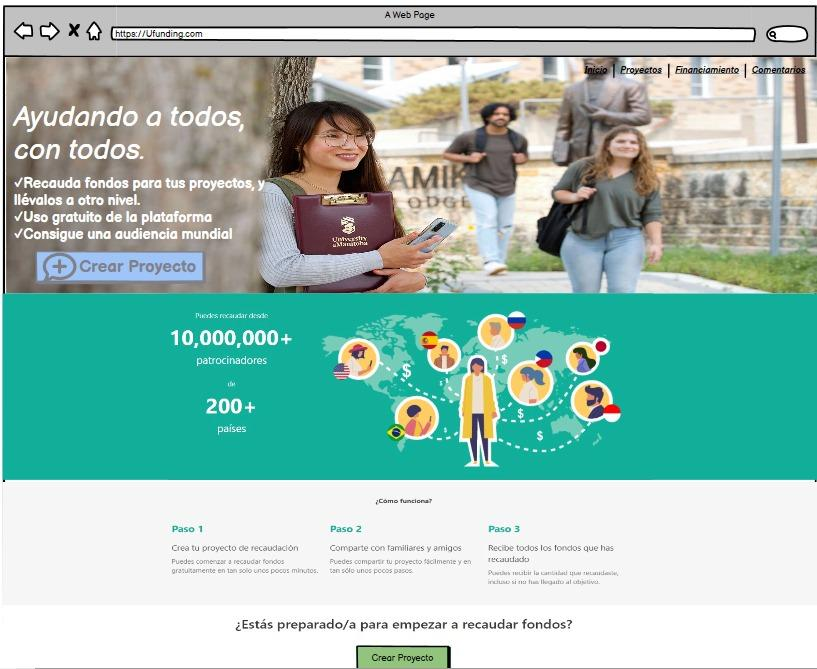 A Web Page
https://Ufunding.com
Inicio | Proyectos | Financiamiento | Comentarios
Ayudando a todos,
con todos.
✓Recauda fondos para tus proyectos, y
llévalos a otro nivel.
✓Uso gratuito de la plataforma
✓Consigue una audiencia mundial
Crear Proyecto
AMIK
ODGE
University
of Manitoba
Puedes recaudar desde
10,000,000+
patrocinadores
de
200+
países
$
$
$
$
$
$
¿Cómo funciona?
Paso 1
Crea tu proyecto de recaudación
Puedes comenzar a recaudar fondos
gratuitamente en tan solo unos pocos minutos.
Paso 2
Comparte con familiares y amigos
Puedes compartir tu proyecto fácilmente y en
tan sólo unos pocos pasos.
Paso 3
Recibe todos los fondos que has
recaudado
Puedes recibir la cantidad que recaudaste,
incluso si no has llegado al objetivo.
¿Estás preparado/a para empezar a recaudar fondos?
Crear Proyecto